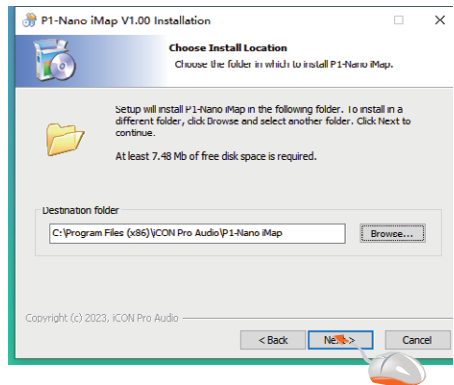 P1-Nano iMap V1.00 Installation
Choose Install Location
Choose the folder in which to install P1-Nano iMap.
Setup will install P1-Nano iMap in the following folder. To install in a
different folder, click Browse and select another folder. Click Next to
continue.
At least 7.48 Mb of free disk space is required.
Destination folder
C:\Program Files (x86)\iCON Pro Audio\P1-Nano iMap
Browse...
Copyright (c) 2023, iCON Pro Audio
< Back
Next >
Cancel